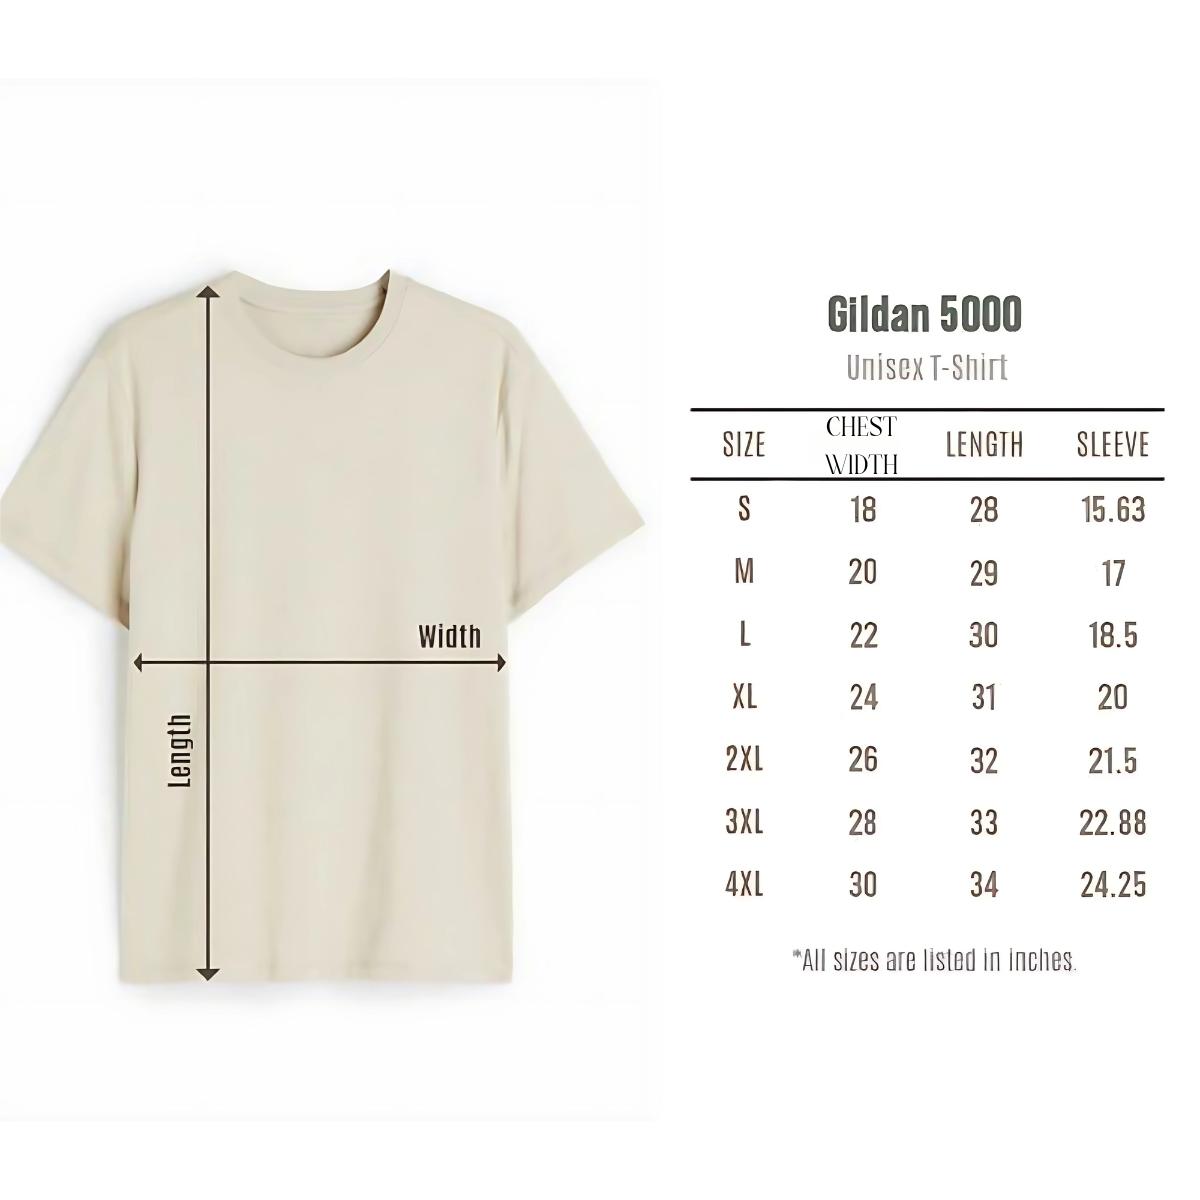 Gildan 5000
Unisex T-Shirt
SIZE CHEST WIDTH LENGTH SLEEVE
S 18 28 15.63
M 20 29 17
L 22 30 18.5
XL 24 31 20
2XL 26 32 21.5
3XL 28 33 22.88
4XL 30 34 24.25
*All sizes are listed in inches.
Width
Length